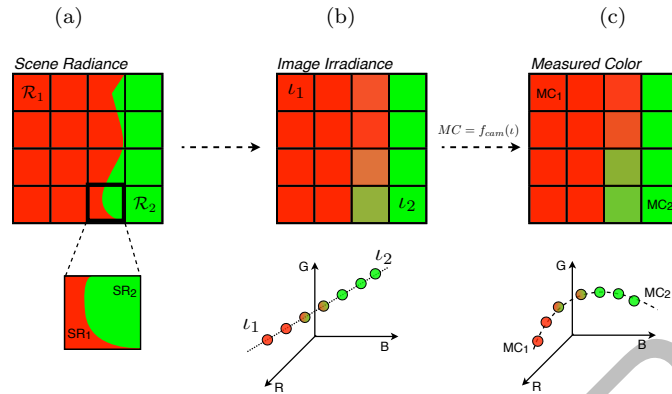 (a)
(b)
(c)
Scene Radiance
Image Irradiance
Measured Color
R₁
ι₁
MC₁
MC = f_cam(ι)
R₂
ι₂
MC₂
SR₂
SR₁
G
ι₂
ι₁
B
R
G
MC₂
MC₁
B
R